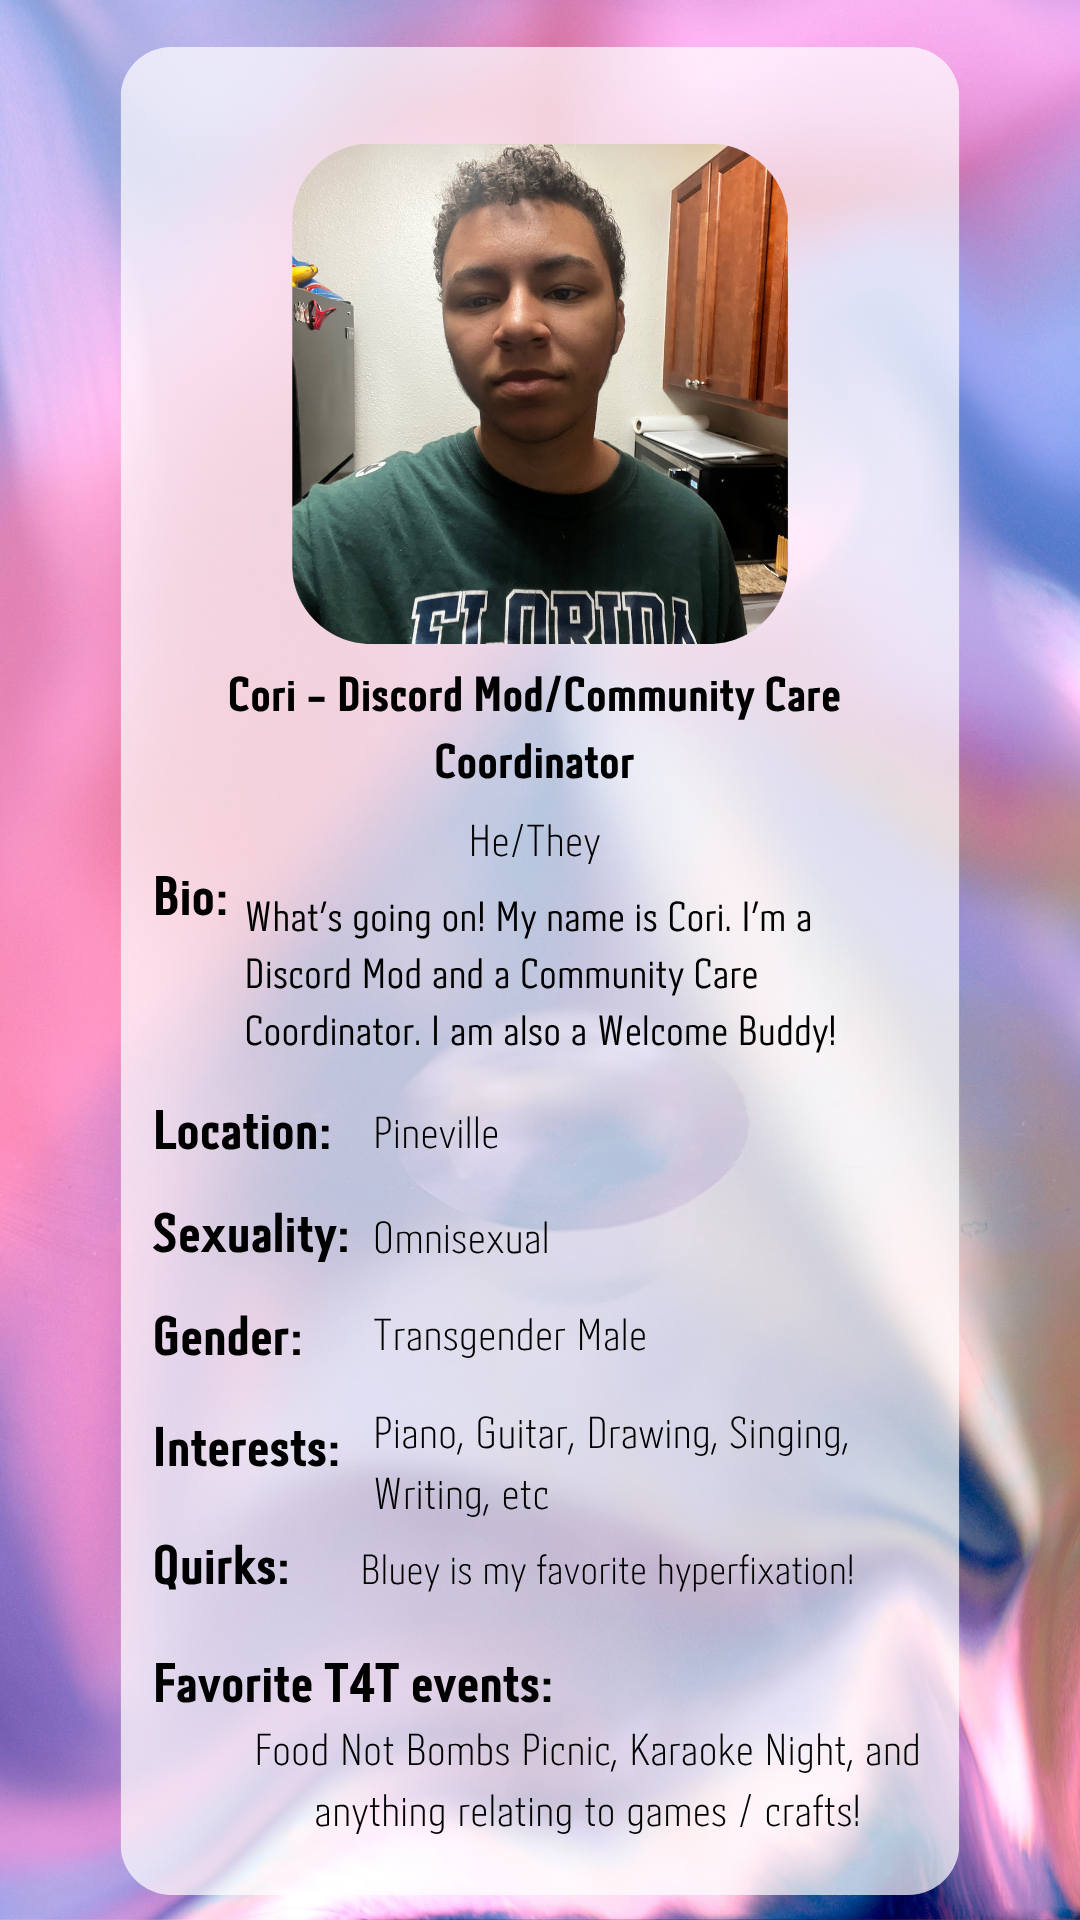 FLORIDA
Cori - Discord Mod/Community Care
Coordinator
He/They
Bio: What's going on! My name is Cori. I'm a
Discord Mod and a Community Care
Coordinator. I am also a Welcome Buddy!
Location: Pineville
Sexuality: Omnisexual
Gender: Transgender Male
Interests: Piano, Guitar, Drawing, Singing,
Writing, etc
Quirks: Bluey is my favorite hyperfixation!
Favorite T4T events:
Food Not Bombs Picnic, Karaoke Night, and
anything relating to games / crafts!